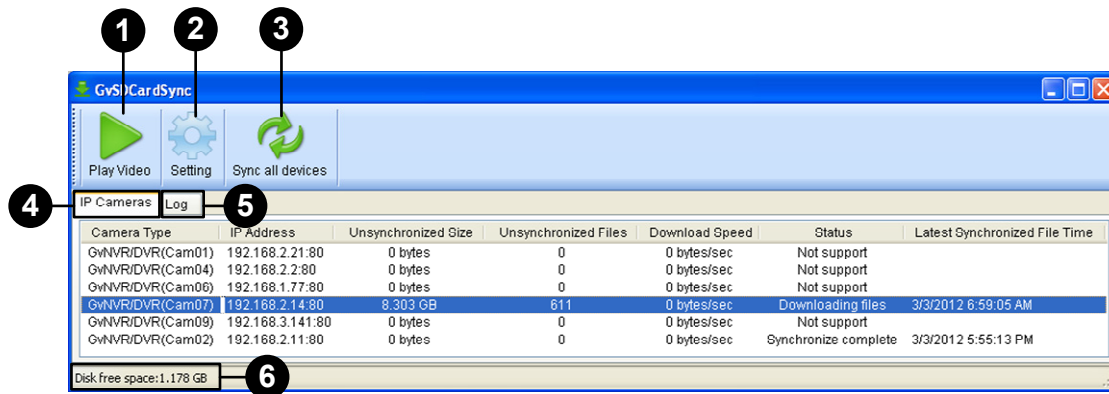 1 2 3
GvSDCardSync
Play Video Setting Sync all devices
4 IP Cameras Log 5
Camera Type IP Address Unsynchronized Size Unsynchronized Files Download Speed Status Latest Synchronized File Time
GvNVR/DVR(Cam01) 192.168.2.21:80 0 bytes 0 0 bytes/sec Not support
GvNVR/DVR(Cam04) 192.168.2.2:80 0 bytes 0 0 bytes/sec Not support
GvNVR/DVR(Cam06) 192.168.1.77:80 0 bytes 0 0 bytes/sec Not support
GvNVR/DVR(Cam07) 192.168.2.14:80 8.303 GB 611 0 bytes/sec Downloading files 3/3/2012 6:59:05 AM
GvNVR/DVR(Cam09) 192.168.3.141:80 0 bytes 0 0 bytes/sec Not support
GvNVR/DVR(Cam02) 192.168.2.11:80 0 bytes 0 0 bytes/sec Synchronize complete 3/3/2012 5:55:13 PM
Disk free space:1.178 GB 6